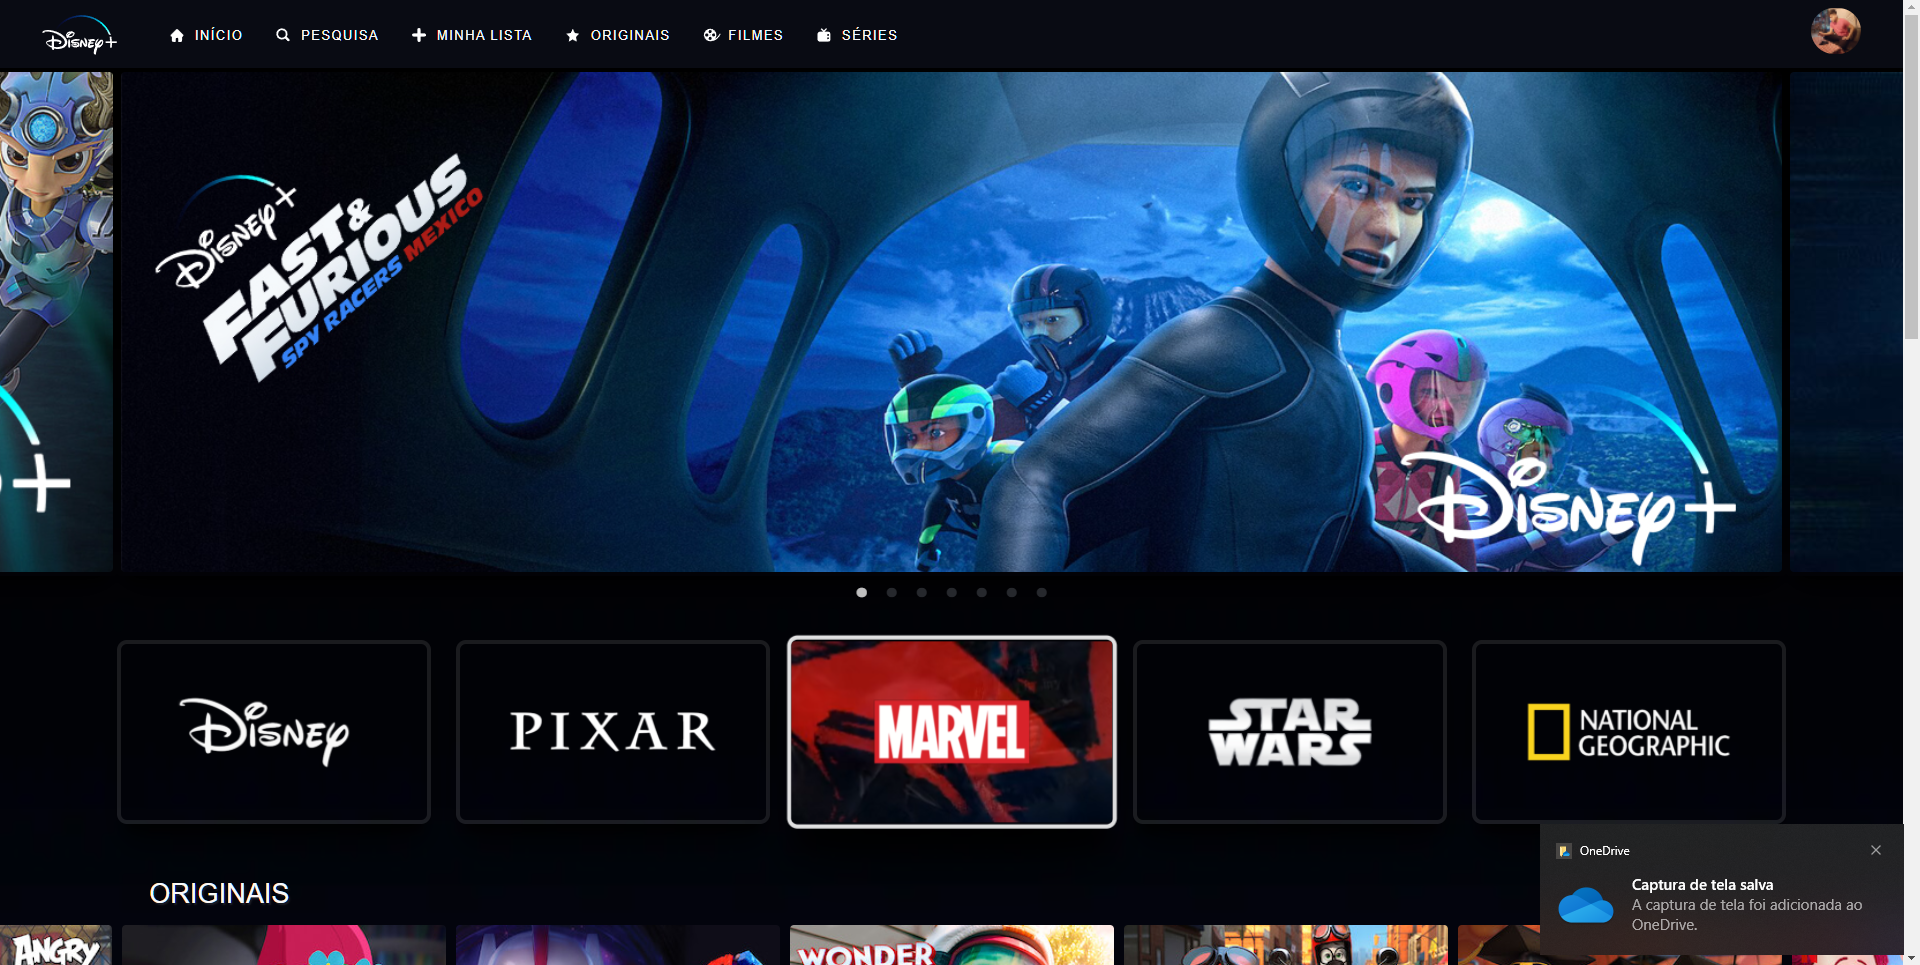 Disney+
INÍCIO
PESQUISA
MINHA LISTA
ORIGINAIS
FILMES
SÉRIES
Disney+
FAST &
FURIOUS
SPY RACERS MEXICO
Disney+
Disney
PIXAR
MARVEL
STAR
WARS
NATIONAL
GEOGRAPHIC
OneDrive
Captura de tela salva
A captura de tela foi adicionada ao
OneDrive.
ORIGINAIS
ANGRY
WONDER